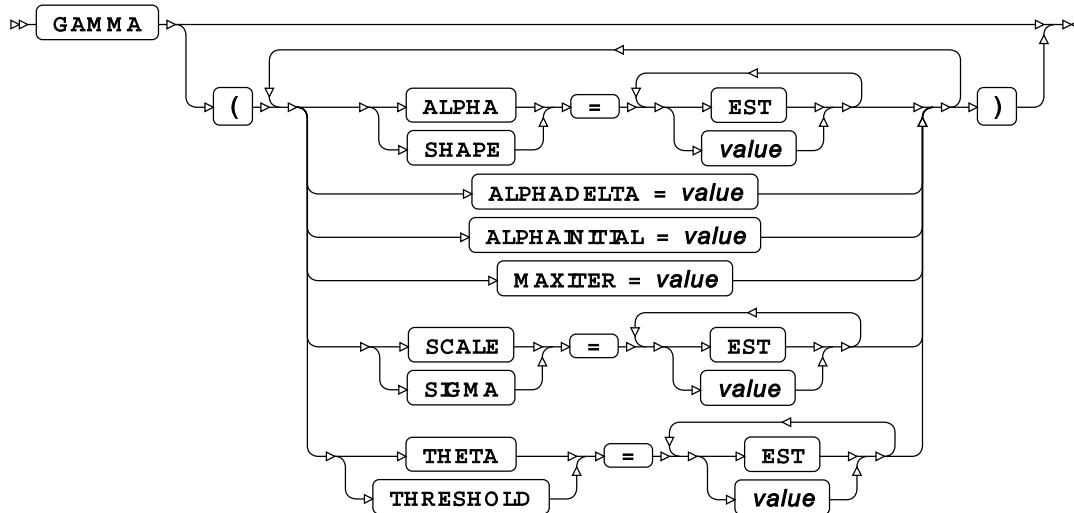 GAMMA
( ALPHA = EST )
SHAPE value
ALPHADELTA = value
ALPHAINITIAL = value
MAXITER = value
SCALE = EST
SIGMA value
THETA = EST
THRESHOLD value